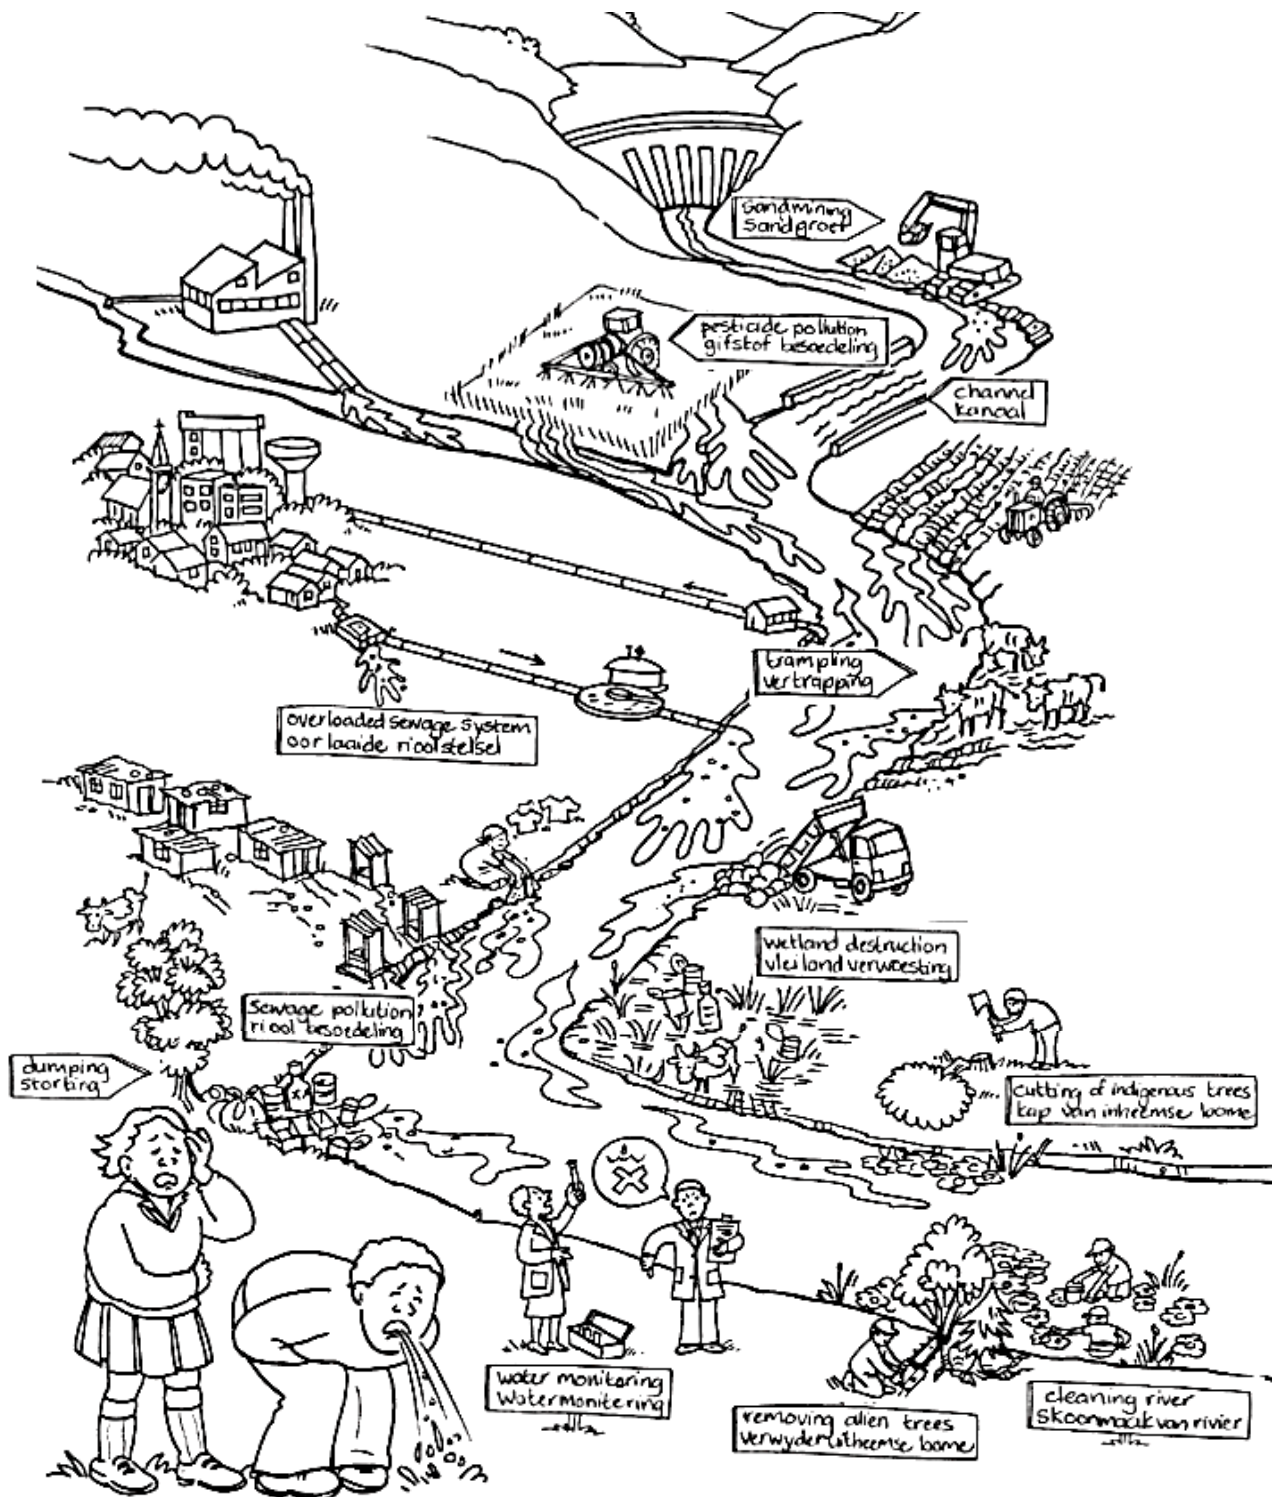 sandmining
sandgroef
pesticide pollution
gifstof besoedeling
channel
kanaal
trampling
vertrapping
overloaded sewage system
oorlaaide rioolstelsel
wetland destruction
vleiland verwoesting
sewage pollution
riool besoedeling
dumping
storting
cutting of indigenous trees
kap van inheemse bome
water monitoring
Watermonitering
removing alien trees
verwyder uitheemse bome
cleaning river
skoonmaak van rivier